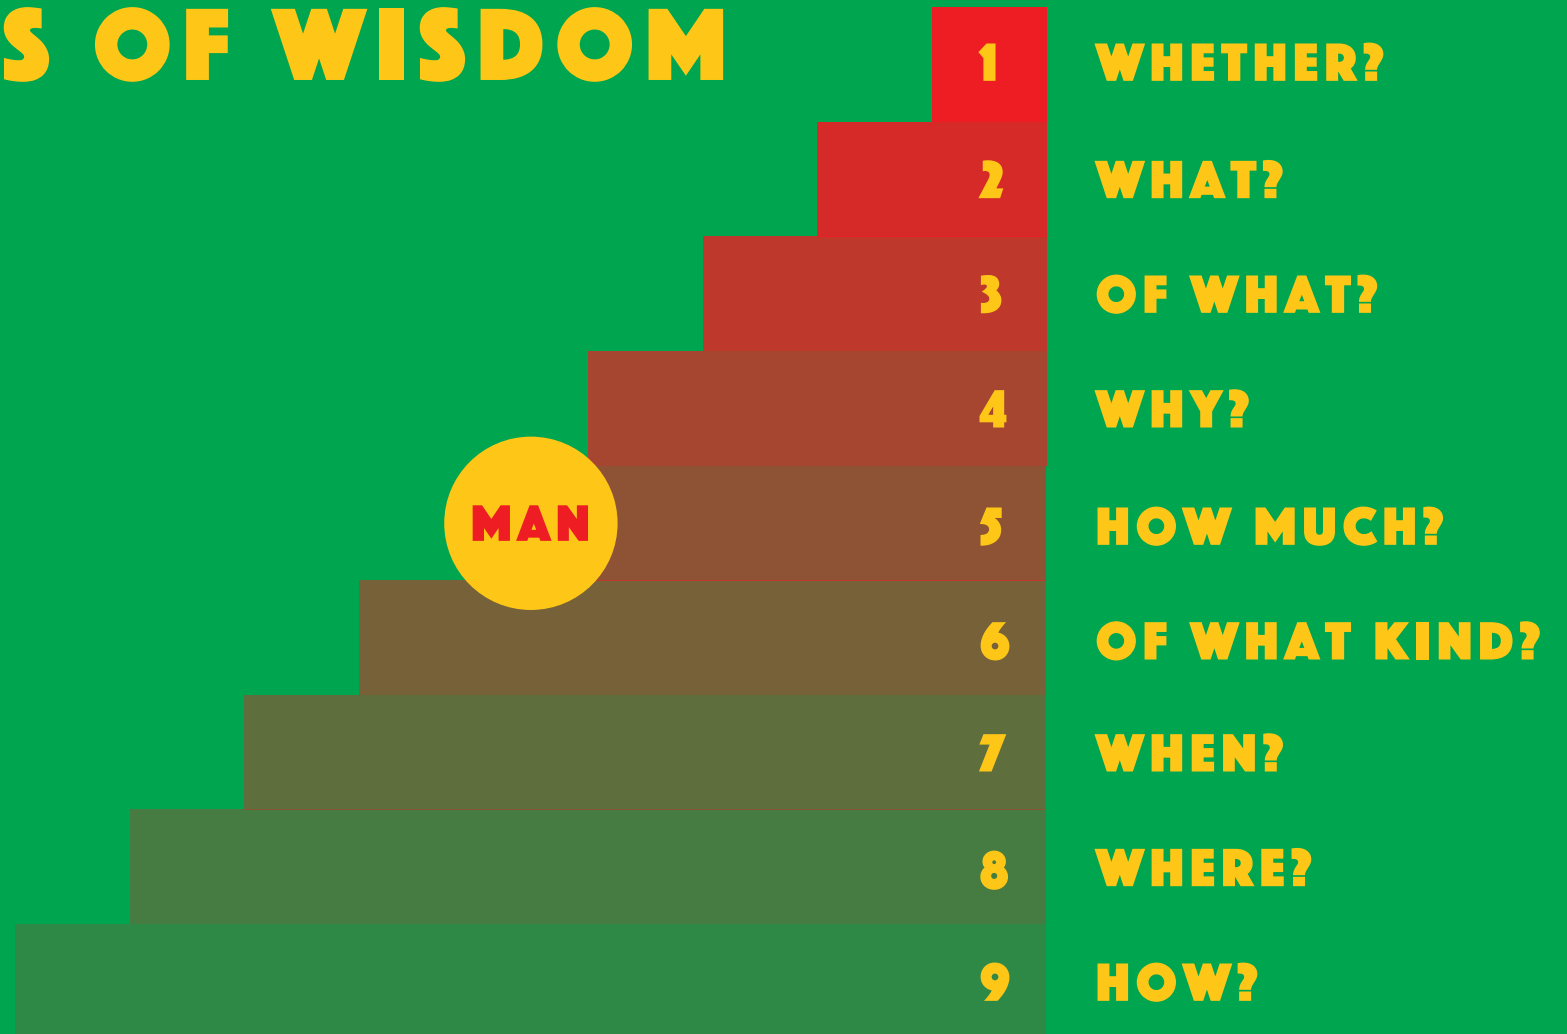 S OF WISDOM
1 WHETHER?
2 WHAT?
3 OF WHAT?
4 WHY?
MAN
5 HOW MUCH?
6 OF WHAT KIND?
7 WHEN?
8 WHERE?
9 HOW?